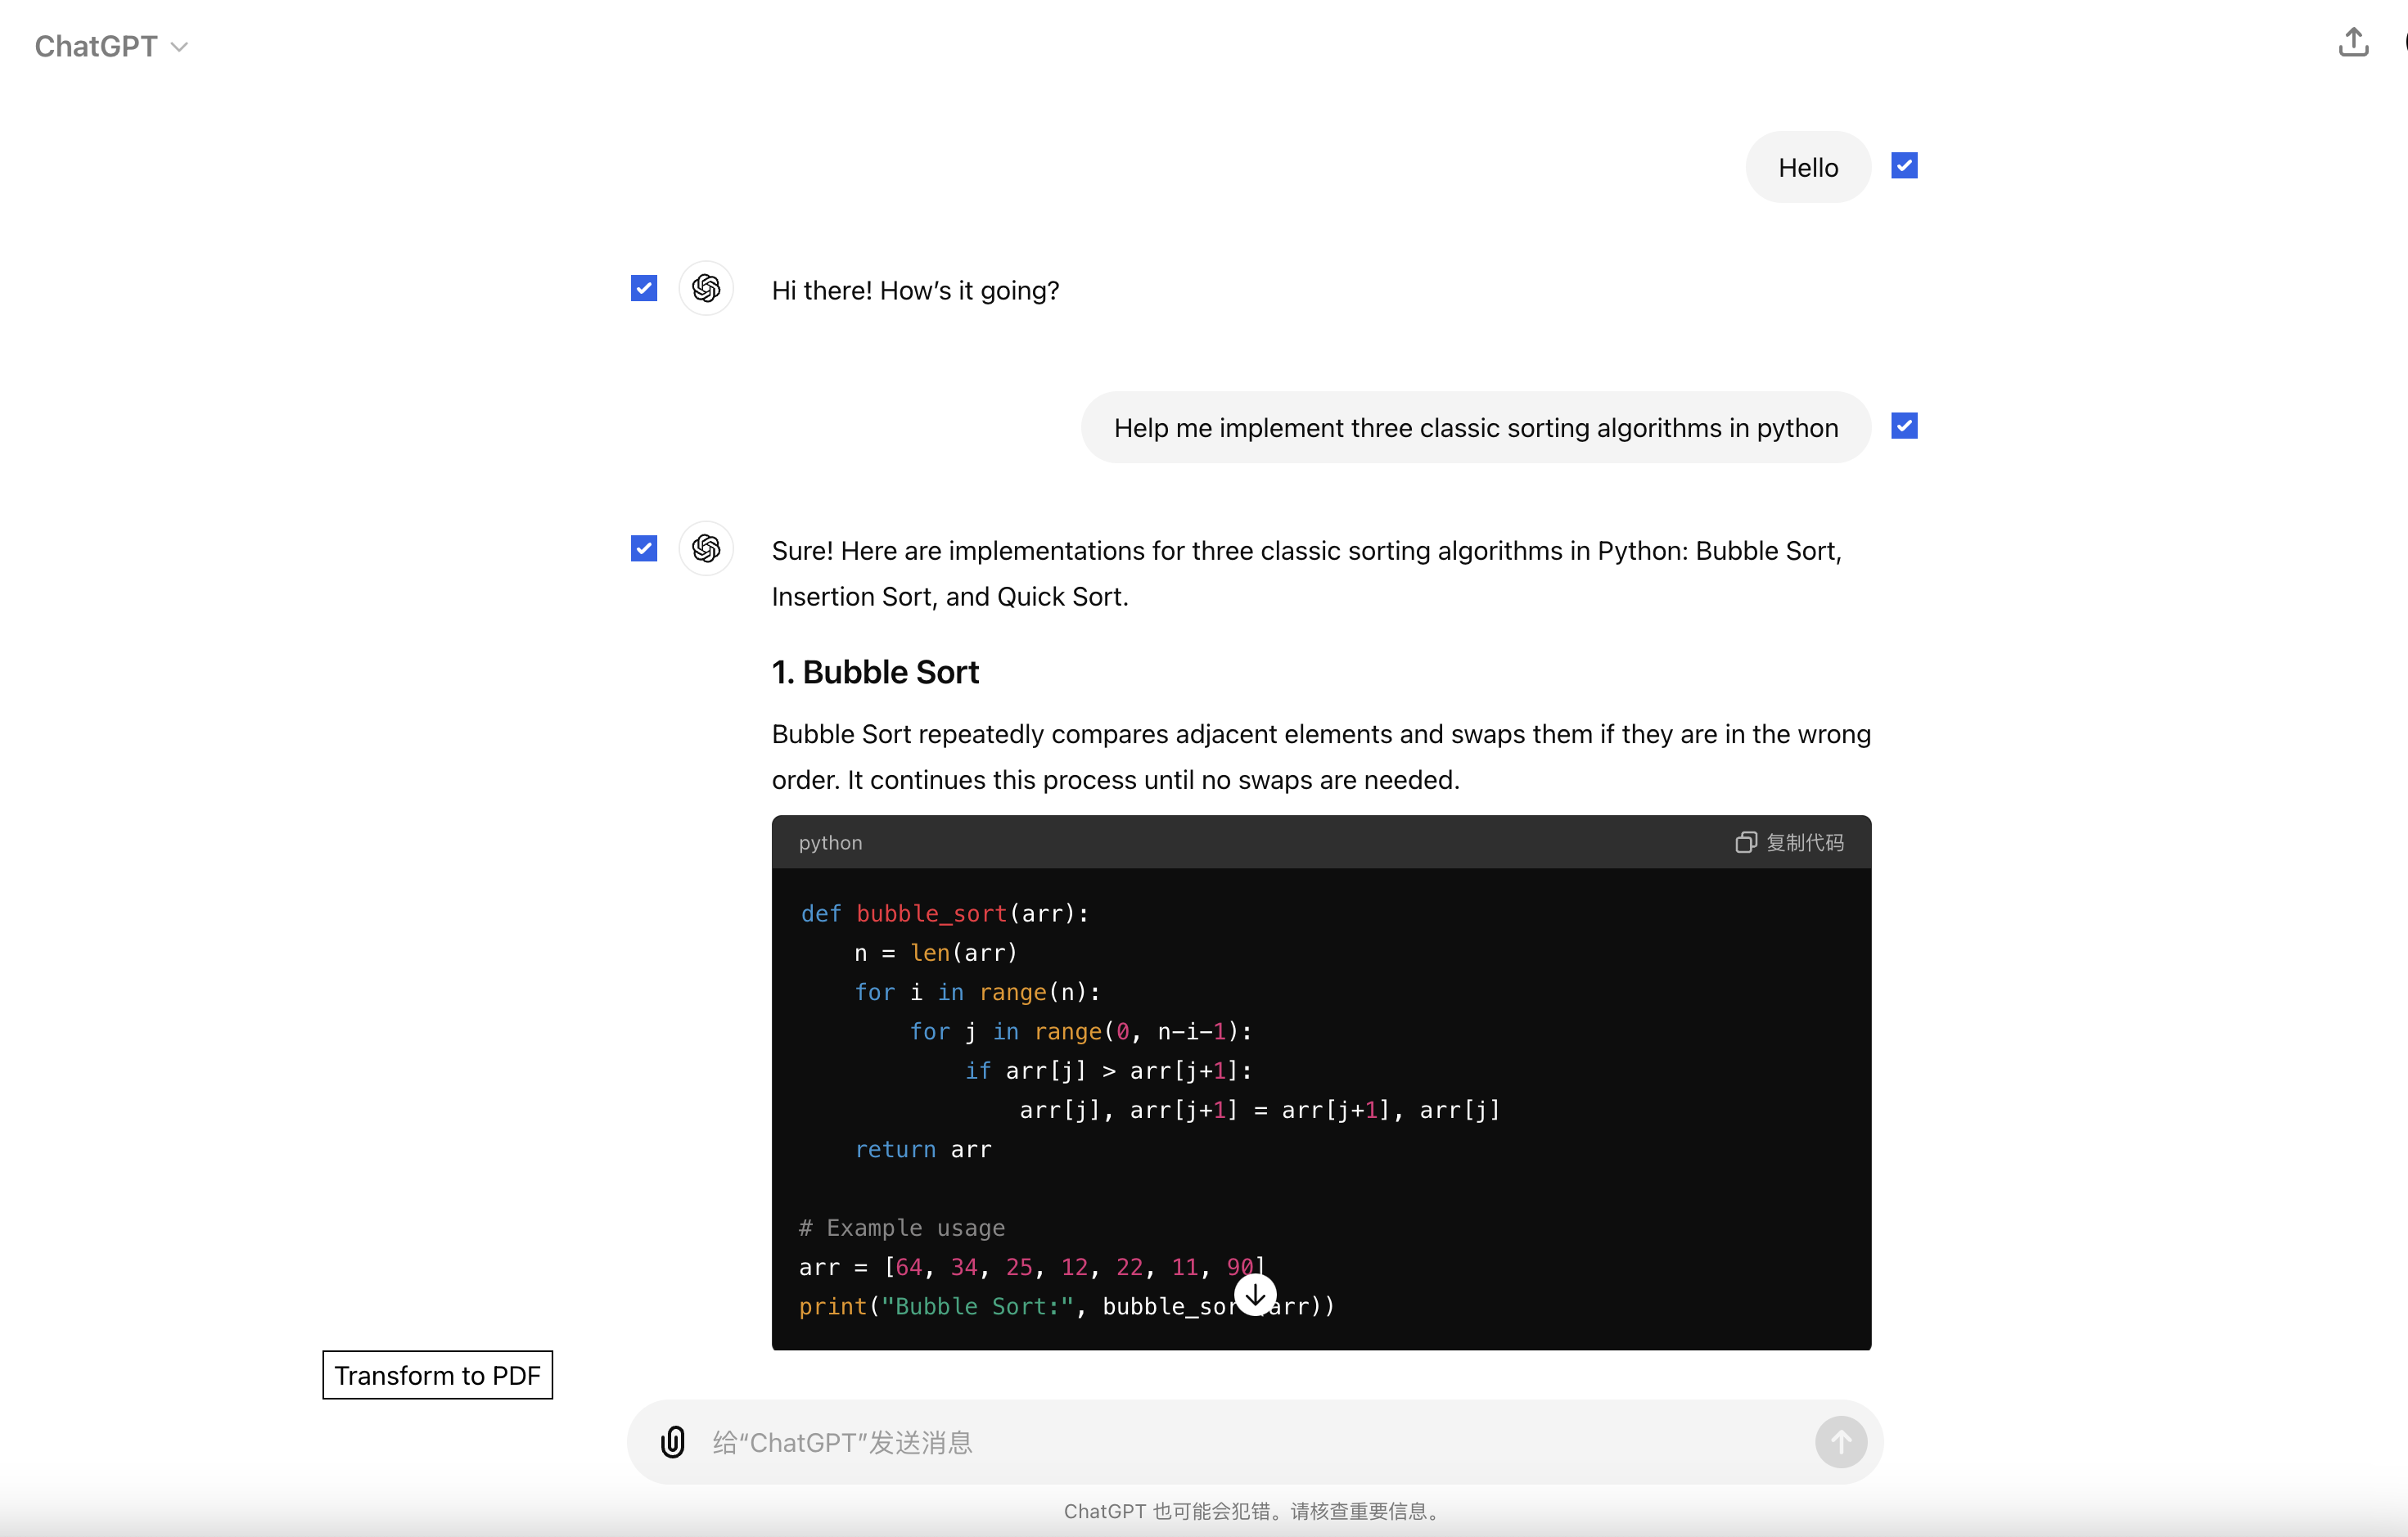 ChatGPT
Hello
Hi there! How’s it going?
Help me implement three classic sorting algorithms in python
Sure! Here are implementations for three classic sorting algorithms in Python: Bubble Sort,
Insertion Sort, and Quick Sort.
1. Bubble Sort
Bubble Sort repeatedly compares adjacent elements and swaps them if they are in the wrong
order. It continues this process until no swaps are needed.
python 复制代码
def bubble_sort(arr):
    n = len(arr)
    for i in range(n):
        for j in range(0, n-i-1):
            if arr[j] > arr[j+1]:
                arr[j], arr[j+1] = arr[j+1], arr[j]
    return arr
# Example usage
arr = [64, 34, 25, 12, 22, 11, 90]
print("Bubble Sort:", bubble_sort(arr))
Transform to PDF
给“ChatGPT”发送消息
ChatGPT 也可能会犯错。请核查重要信息。